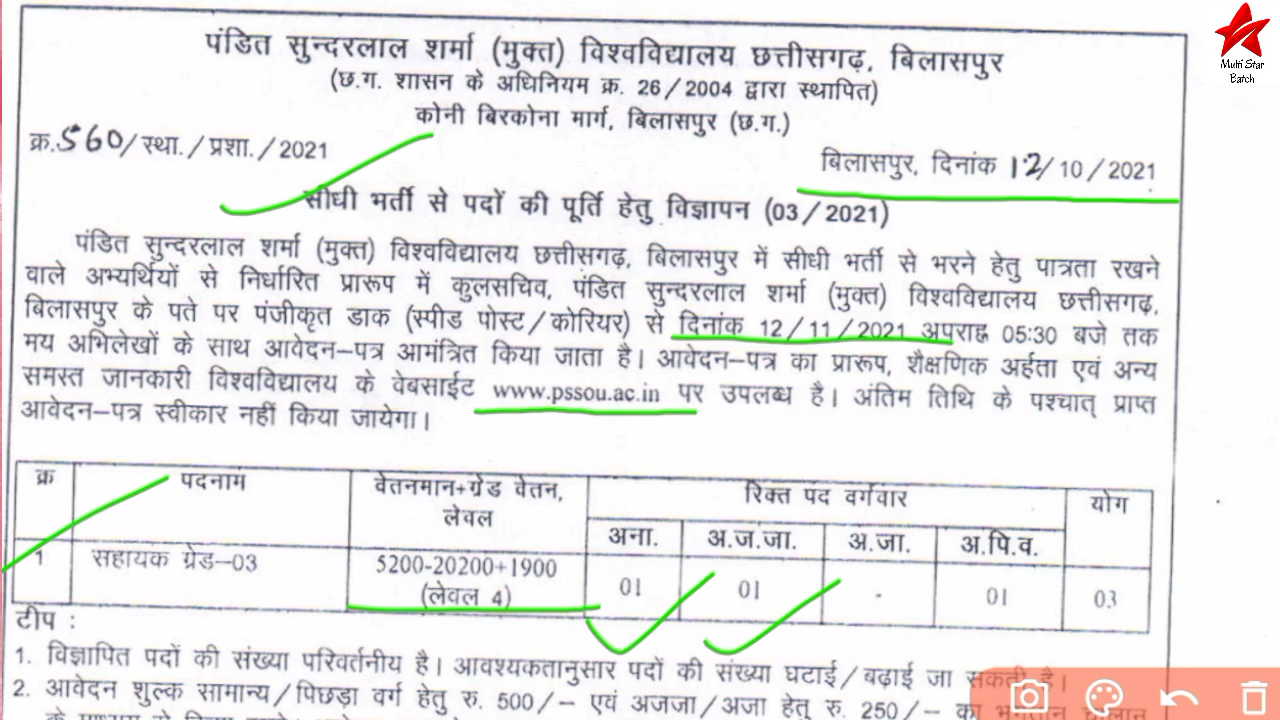 पंडित सुन्दरलाल शर्मा (मुक्त) विश्वविद्यालय छत्तीसगढ़, बिलासपुर
(छ.ग. शासन के अधिनियम क्र. 26/2004 द्वारा स्थापित)
कोनी बिरकोना मार्ग, बिलासपुर (छ.ग.)
Multi Star
Batch
क्र.560/स्था./प्रशा./2021
बिलासपुर, दिनांक 12/10/2021
सीधी भर्ती से पदों की पूर्ति हेतु विज्ञापन (03/2021)
पंडित सुन्दरलाल शर्मा (मुक्त) विश्वविद्यालय छत्तीसगढ़, बिलासपुर में सीधी भर्ती से भरने हेतु पात्रता रखने
वाले अभ्यर्थियों से निर्धारित प्रारूप में कुलसचिव, पंडित सुन्दरलाल शर्मा (मुक्त) विश्वविद्यालय छत्तीसगढ़,
बिलासपुर के पते पर पंजीकृत डाक (स्पीड पोस्ट/कोरियर) से दिनांक 12/11/2021 अपराह्न 05:30 बजे तक
मय अभिलेखों के साथ आवेदन–पत्र आमंत्रित किया जाता है। आवेदन–पत्र का प्रारूप, शैक्षणिक अर्हता एवं अन्य
समस्त जानकारी विश्वविद्यालय के वेबसाईट www.pssou.ac.in पर उपलब्ध है। अंतिम तिथि के पश्चात् प्राप्त
आवेदन–पत्र स्वीकार नहीं किया जायेगा।
क्र पदनाम वेतनमान+ग्रेड वेतन, रिक्त पद वर्गवार योग
लेवल अना. अ.ज.जा. अ.जा. अ.पि.व.
1 सहायक ग्रेड–03 5200-20200+1900 01 01 - 01 03
(लेवल 4)
टीप :
1. विज्ञापित पदों की संख्या परिवर्तनीय है। आवश्यकतानुसार पदों की संख्या घटाई/बढ़ाई जा सकती है।
2. आवेदन शुल्क सामान्य/पिछड़ा वर्ग हेतु रु. 500/– एवं अजजा/अजा हेतु रु. 250/– का भुगतान चालान